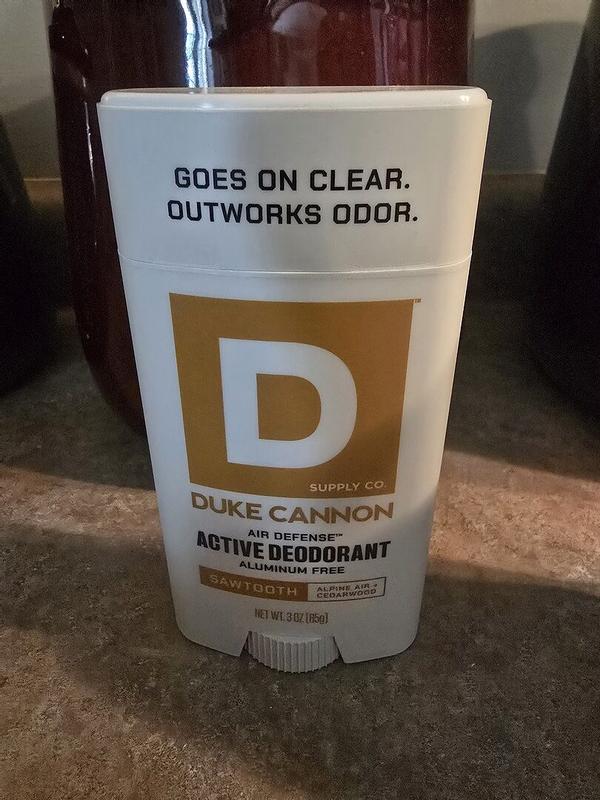 GOES ON CLEAR.
OUTWORKS ODOR.
D
SUPPLY CO.
DUKE CANNON
AIR DEFENSE™
ACTIVE DEODORANT
ALUMINUM FREE
SAWTOOTH
ALPINE AIR +
CEDARWOOD
NET WT. 3 OZ (85g)